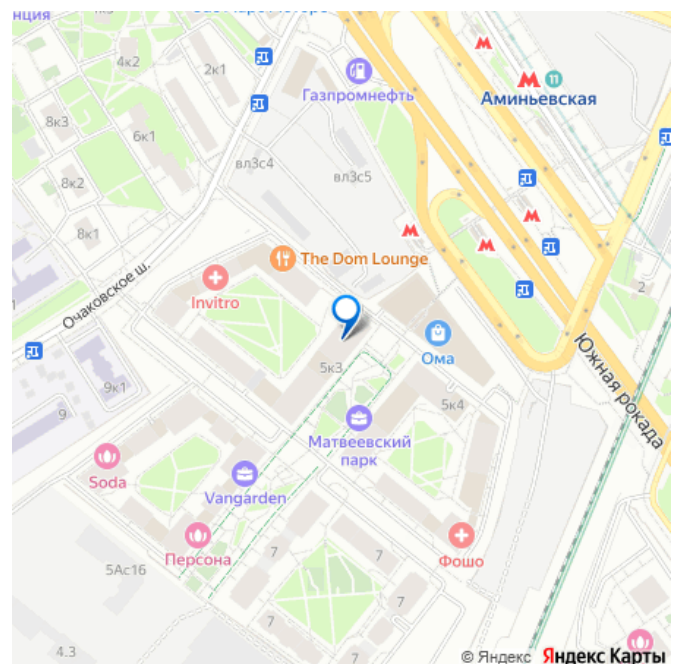 4к2
2к1
Газпромнефть
11
Аминьевская
8к3
6к1
вл3с4
вл3с5
8к2
8к1
The Dom Lounge
Invitro
2
Очаковское ш.
Ома
Южная рокада
5к3
9к1
9
5к4
Матвеевский
парк
Soda
Vangarden
Персона
Фошо
7
7
7
7
5Ас16
4.3
© Яндекс Яндекс Карты